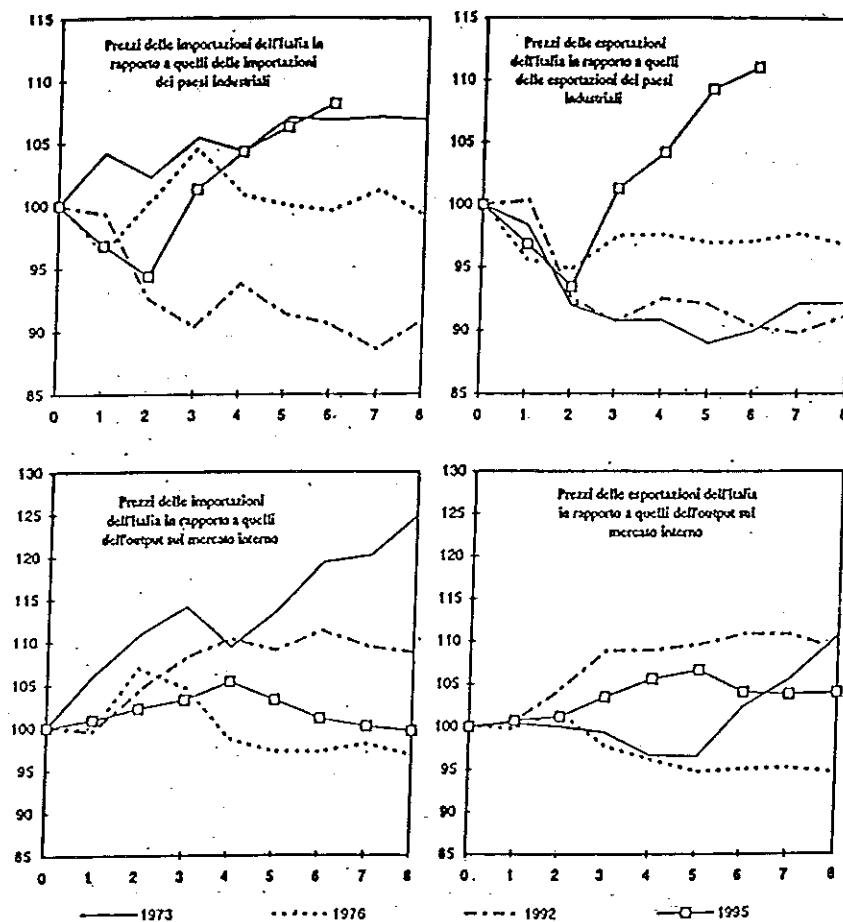 115
110
105
100
95
90
85
Prezzi delle importazioni dell'Italia in
rapporto a quelli delle importazioni
dei paesi industriali
0 1 2 3 4 5 6 7 8
115
110
105
100
95
90
85
Prezzi delle esportazioni
dell'Italia in rapporto a quelli
delle esportazioni dei paesi
industriali
0 1 2 3 4 5 6 7 8
130
125
120
115
110
105
100
95
90
85
Prezzi delle importazioni
dell'Italia in rapporto a quelli
dell'output sul mercato interno
0 1 2 3 4 5 6 7 8
130
125
120
115
110
105
100
95
90
85
Prezzi delle esportazioni dell'Italia
in rapporto a quelli dell'output sul
mercato interno
0 1 2 3 4 5 6 7 8
1973 1976 1992 1995